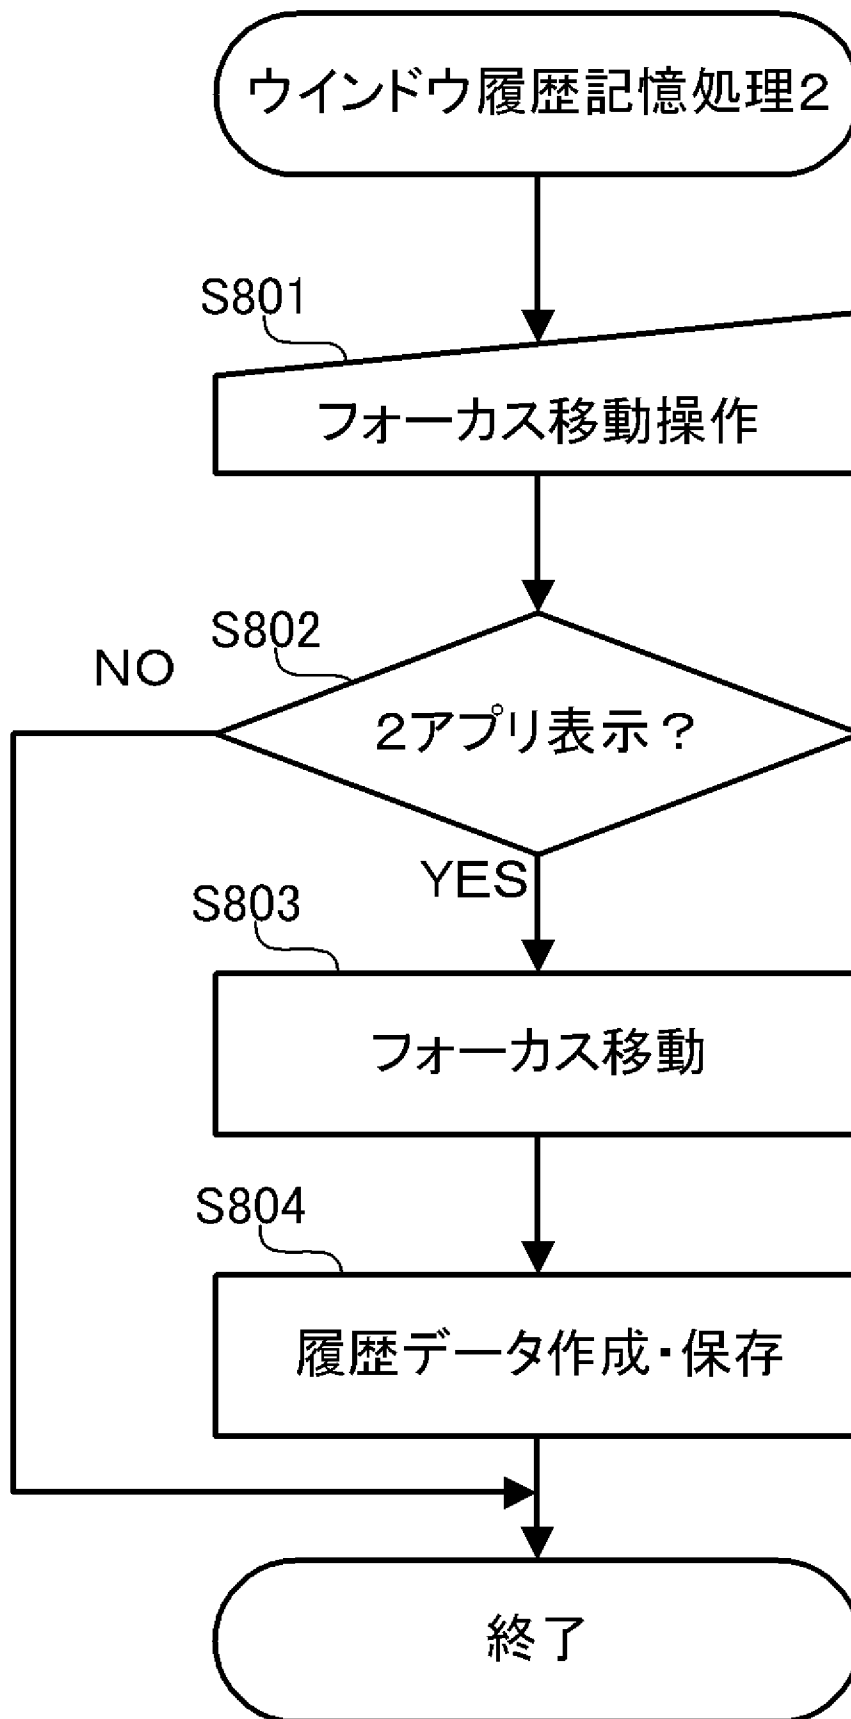 ウインドウ履歴記憶処理２
S801
フォーカス移動操作
S802
NO
２アプリ表示？
YES
S803
フォーカス移動
S804
履歴データ作成・保存
終了